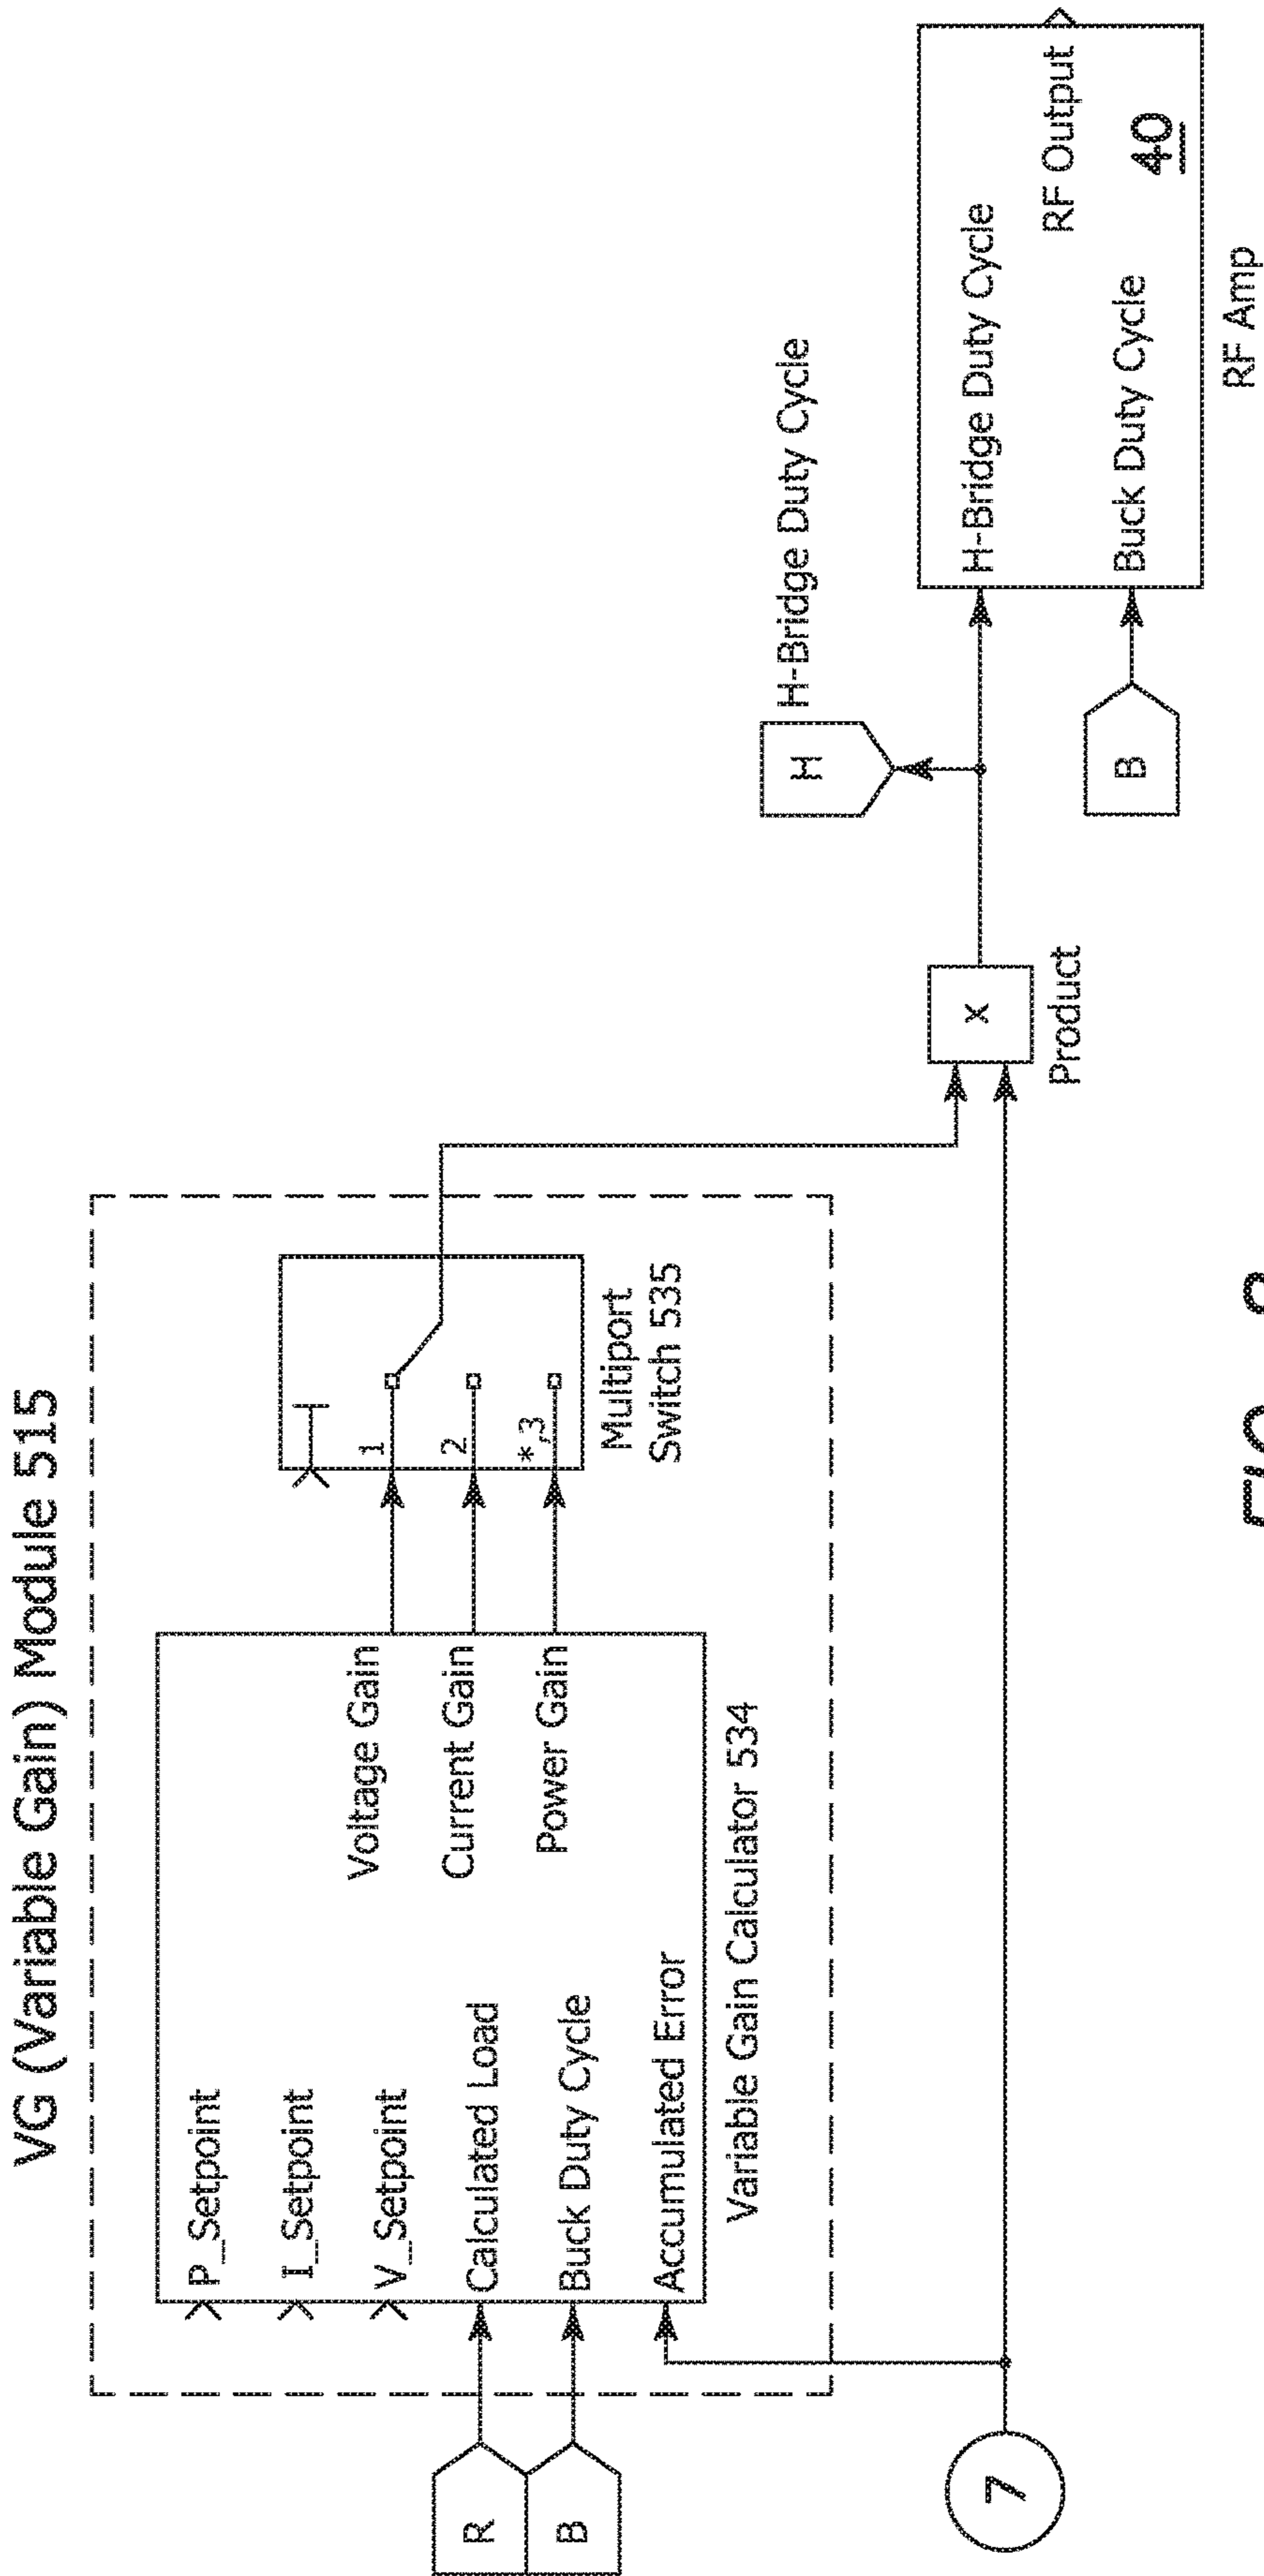 VG (Variable Gain) Module 515
P_Setpoint
I_Setpoint
V_Setpoint
Calculated Load
Buck Duty Cycle
Accumulated Error
Voltage Gain
Current Gain
Power Gain
Variable Gain Calculator 534
R
B
7
1
2
*,3
Multiport
Switch 535
x
Product
H
H-Bridge Duty Cycle
B
H-Bridge Duty Cycle
RF Output
Buck Duty Cycle
40
RF Amp